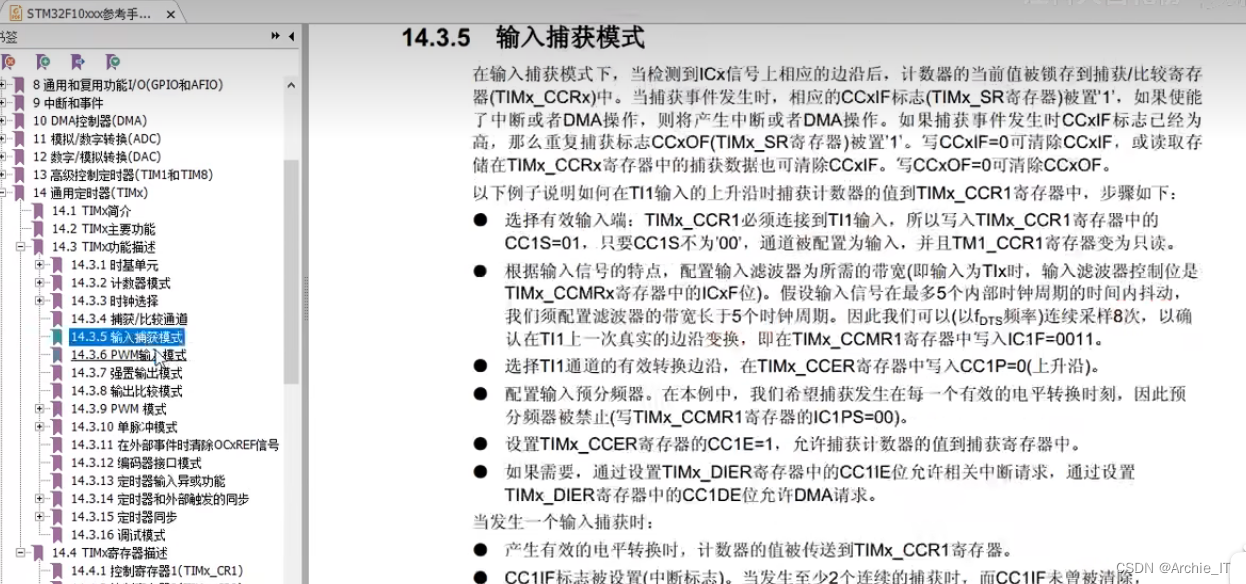 STM32F10xxx参考手...
书签
8 通用和复用功能I/O(GPIO和AFIO)
9 中断和事件
10 DMA控制器(DMA)
11 模拟/数字转换(ADC)
12 数字/模拟转换(DAC)
13 高级控制定时器(TIM1和TIM8)
14 通用定时器(TIMx)
14.1 TIMx简介
14.2 TIMx主要功能
14.3 TIMx功能描述
14.3.1 时基单元
14.3.2 计数器模式
14.3.3 时钟选择
14.3.4 捕获/比较通道
14.3.5 输入捕获模式
14.3.6 PWM输入模式
14.3.7 强置输出模式
14.3.8 输出比较模式
14.3.9 PWM 模式
14.3.10 单脉冲模式
14.3.11 在外部事件时清除OCxREF信号
14.3.12 编码器接口模式
14.3.13 定时器输入异或功能
14.3.14 定时器和外部触发的同步
14.3.15 定时器同步
14.3.16 调试模式
14.4 TIMx寄存器描述
14.4.1 控制寄存器1(TIMx_CR1)
14.3.5 输入捕获模式
在输入捕获模式下，当检测到ICx信号上相应的边沿后，计数器的当前值被锁存到捕获/比较寄存
器(TIMx_CCRx)中。当捕获事件发生时，相应的CCxIF标志(TIMx_SR寄存器)被置'1'，如果使能
了中断或者DMA操作，则将产生中断或者DMA操作。如果捕获事件发生时CCxIF标志已经为
高，那么重复捕获标志CCxOF(TIMx_SR寄存器)被置'1'。写CCxIF=0可清除CCxIF，或读取存
储在TIMx_CCRx寄存器中的捕获数据也可清除CCxIF。写CCxOF=0可清除CCxOF。
以下例子说明如何在TI1输入的上升沿时捕获计数器的值到TIMx_CCR1寄存器中，步骤如下：
● 选择有效输入端：TIMx_CCR1必须连接到TI1输入，所以写入TIMx_CCR1寄存器中的
CC1S=01，只要CC1S不为'00'，通道被配置为输入，并且TM1_CCR1寄存器变为只读。
● 根据输入信号的特点，配置输入滤波器为所需的带宽(即输入为TIx时，输入滤波器控制位是
TIMx_CCMRx寄存器中的ICxF位)。假设输入信号在最多5个内部时钟周期的时间内抖动，
我们须配置滤波器的带宽长于5个时钟周期。因此我们可以(以fDTS频率)连续采样8次，以确
认在TI1上一次真实的边沿变换，即在TIMx_CCMR1寄存器中写入IC1F=0011。
● 选择TI1通道的有效转换边沿，在TIMx_CCER寄存器中写入CC1P=0(上升沿)。
● 配置输入预分频器。在本例中，我们希望捕获发生在每一个有效的电平转换时刻，因此预
分频器被禁止(写TIMx_CCMR1寄存器的IC1PS=00)。
● 设置TIMx_CCER寄存器的CC1E=1，允许捕获计数器的值到捕获寄存器中。
● 如果需要，通过设置TIMx_DIER寄存器中的CC1IE位允许相关中断请求，通过设置
TIMx_DIER寄存器中的CC1DE位允许DMA请求。
当发生一个输入捕获时：
● 产生有效的电平转换时，计数器的值被传送到TIMx_CCR1寄存器。
● CC1IF标志被设置(中断标志)。当发生至少2个连续的捕获时，而CC1IF未曾被清除，
CSDN @Archie_IT